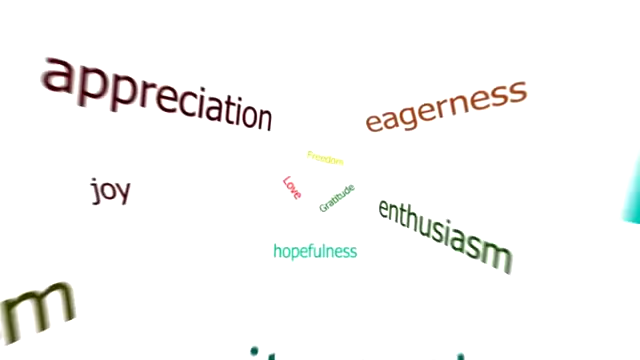 appreciation
eagerness
Freedom
joy
Love
Gratitude
enthusiasm
hopefulness
m